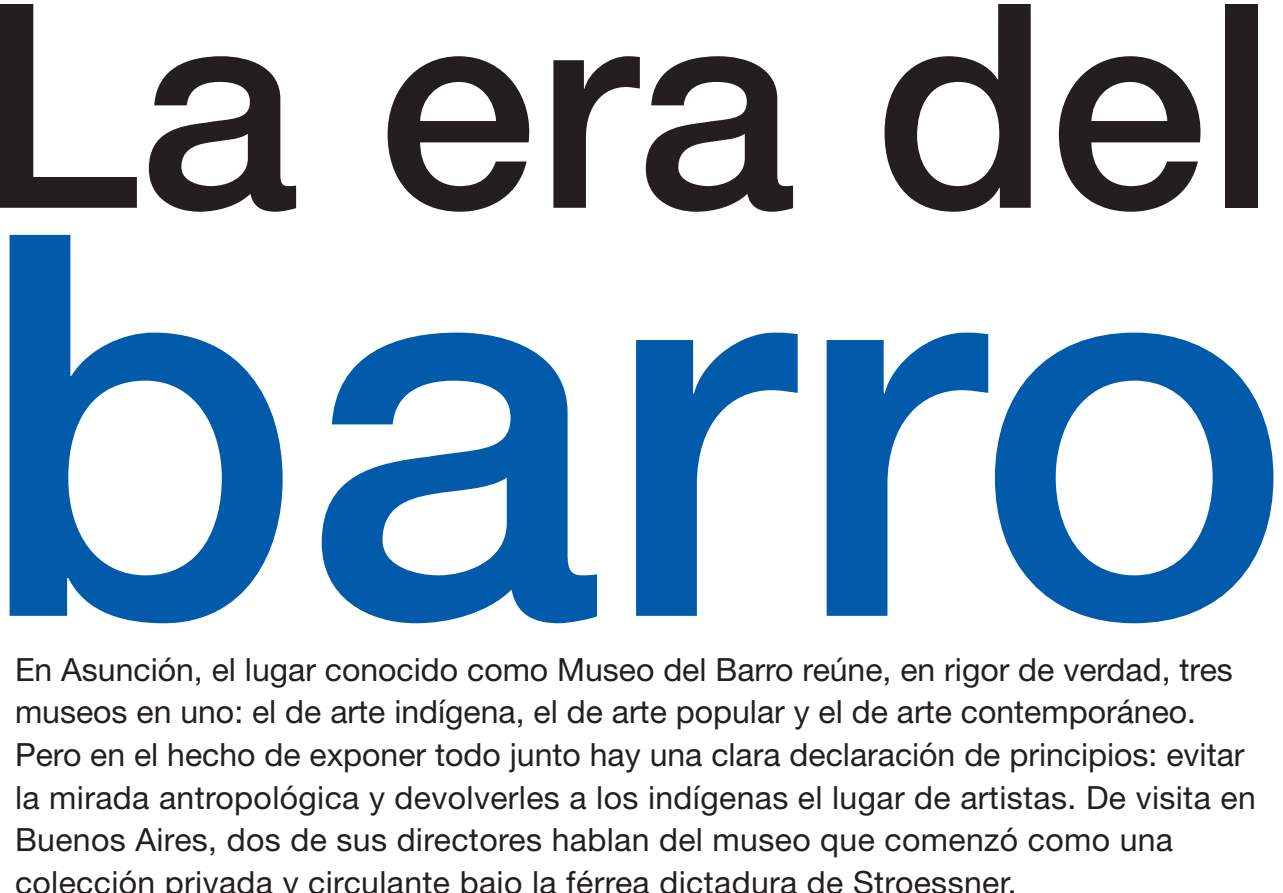 La era del
barro
En Asunción, el lugar conocido como Museo del Barro reúne, en rigor de verdad, tres
museos en uno: el de arte indígena, el de arte popular y el de arte contemporáneo.
Pero en el hecho de exponer todo junto hay una clara declaración de principios: evitar
la mirada antropológica y devolverles a los indígenas el lugar de artistas. De visita en
Buenos Aires, dos de sus directores hablan del museo que comenzó como una
colección privada y circulante bajo la férrea dictadura de Stroessner.